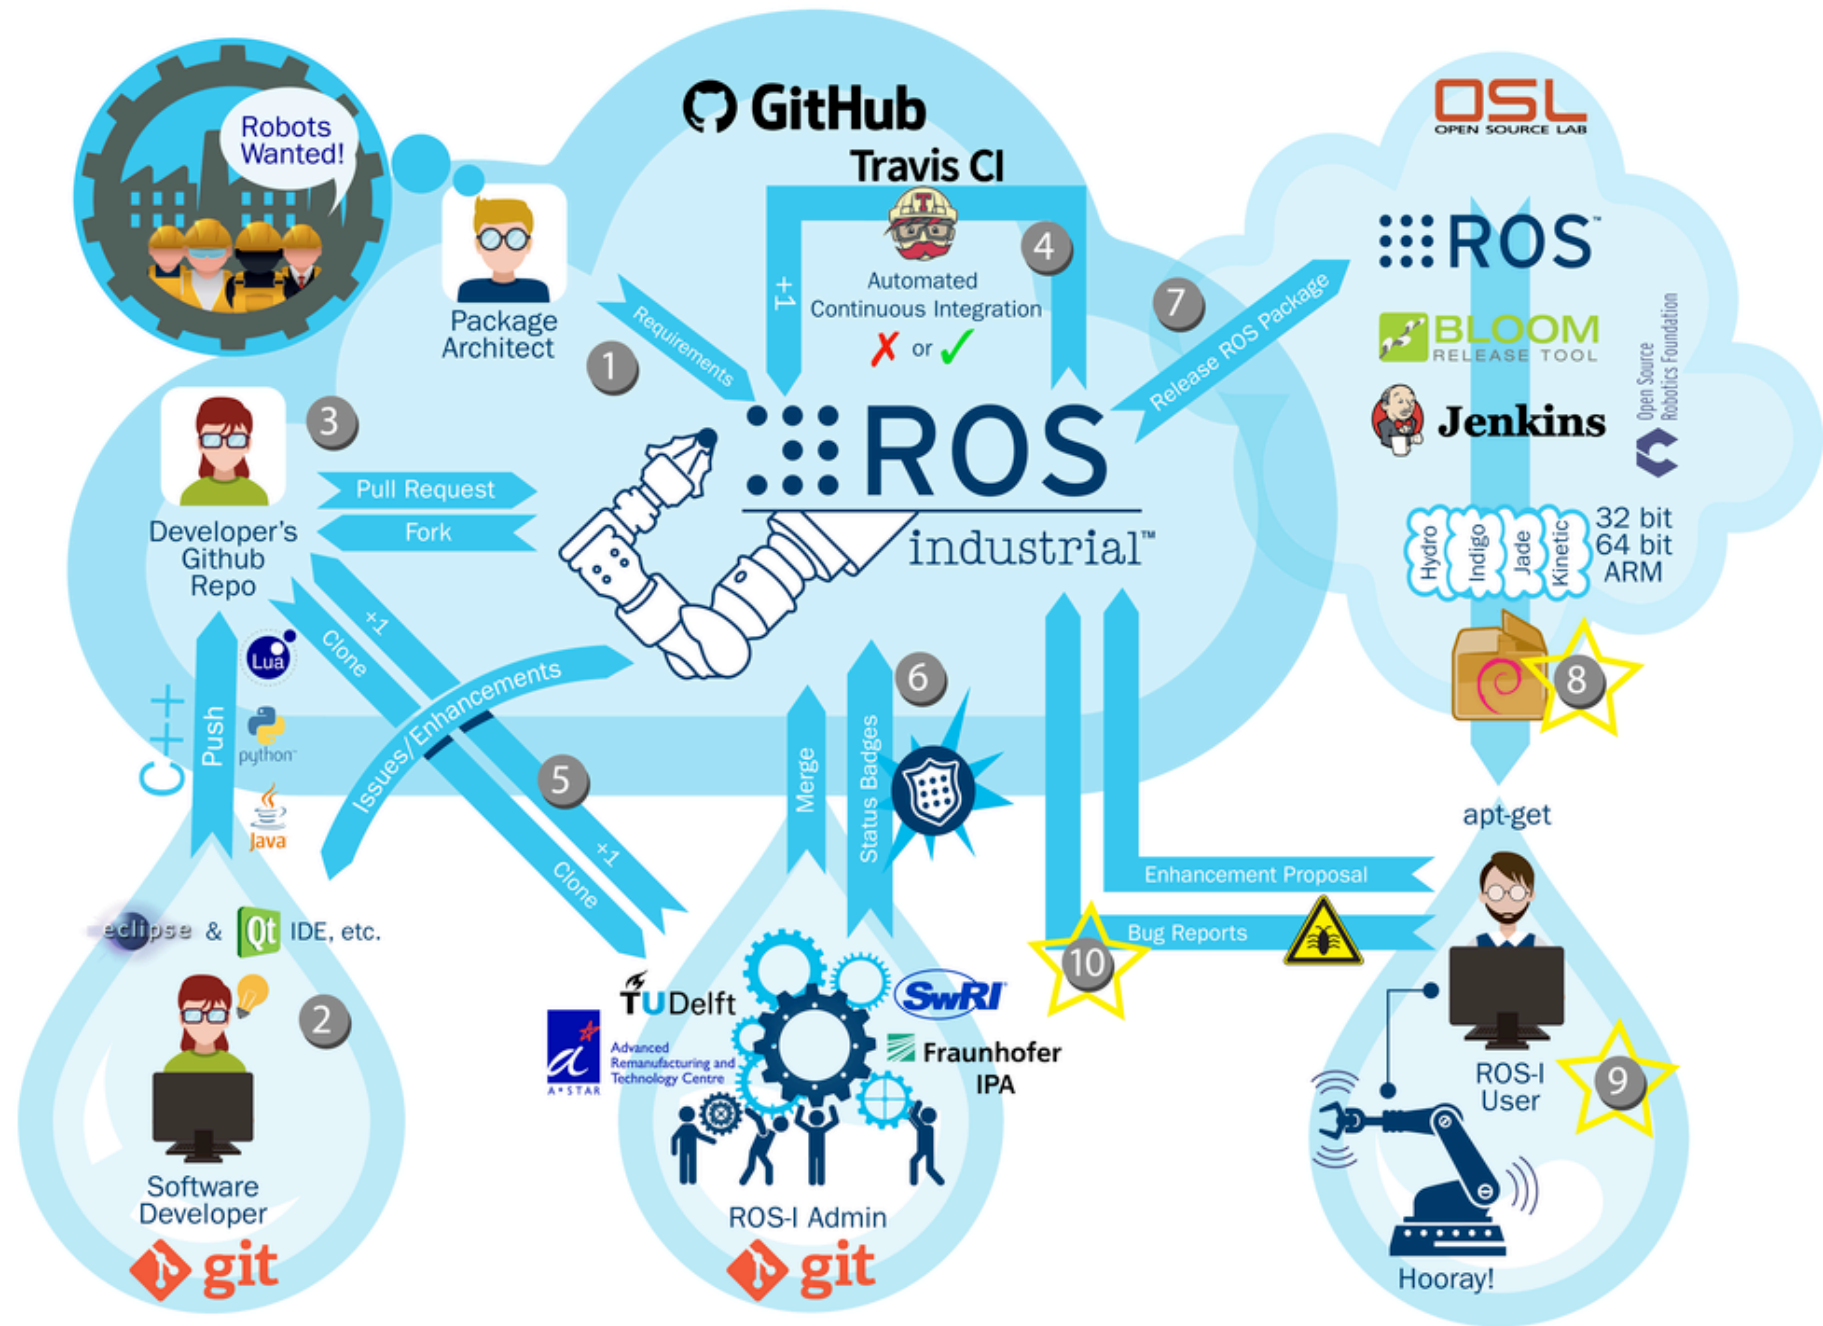 Robots
Wanted!
GitHub
Travis CI
OSL
OPEN SOURCE LAB
Package
Architect
1
Requirements
+1
Automated
Continuous Integration
✗ or ✓
4
7
Release ROS Package
ROS™
BLOOM
RELEASE TOOL
Jenkins
Open Source
Robotics Foundation
Hydro
Indigo
Jade
Kinetic
32 bit
64 bit
ARM
3
Developer's
Github
Repo
Pull Request
Fork
ROS
industrial™
+1
Clone
Issues/Enhancements
5
+1
Clone
C++
Push
Lua
python
Java
Merge
Status Badges
6
8
apt-get
Enhancement Proposal
Bug Reports
10
eclipse & Qt IDE, etc.
2
Software
Developer
git
TUDelft
SwRI
A*STAR
Advanced
Remanufacturing and
Technology Centre
Fraunhofer
IPA
ROS-I Admin
git
ROS-I
User
9
Hooray!
T